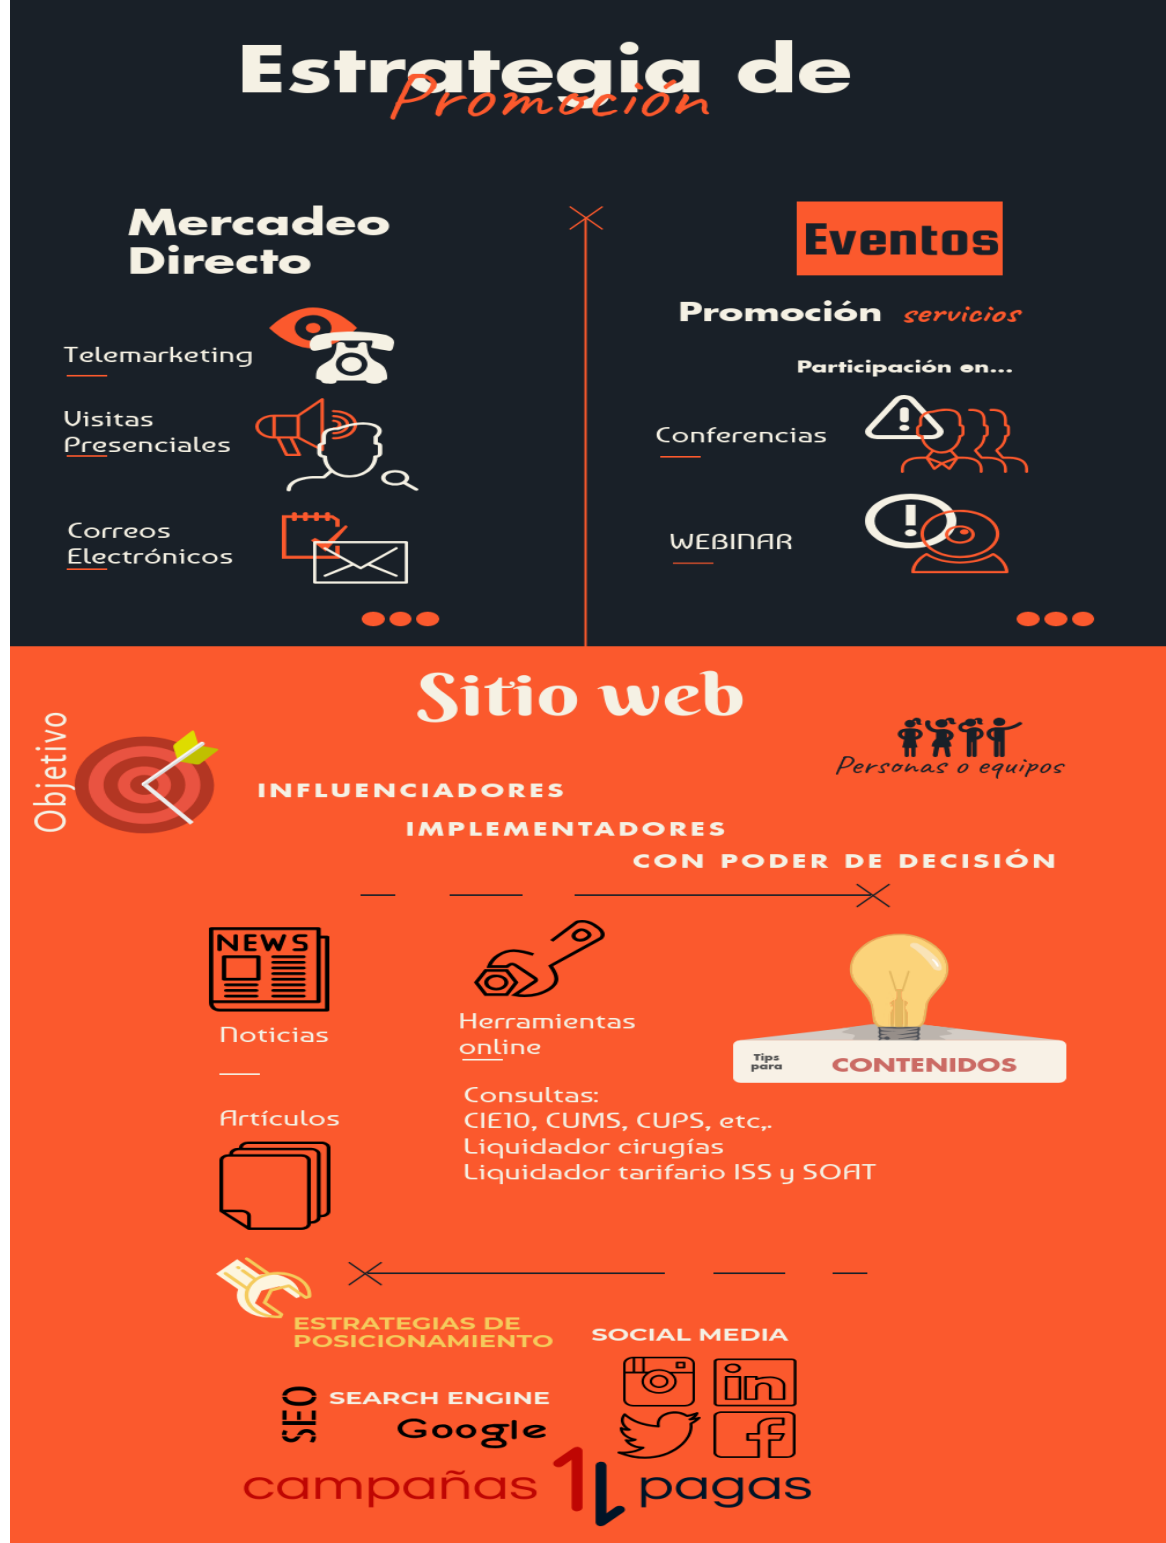 Estrategia de
Promoción
Mercadeo
Directo
Telemarketing
Visitas
Presenciales
Correos
Electrónicos
Eventos
Promoción servicios
Participación en...
Conferencias
WEBINAR
Sitio web
Objetivo
Personas o equipos
INFLUENCIADORES
IMPLEMENTADORES
CON PODER DE DECISIÓN
NEWS
Noticias
Artículos
Herramientas
online
Consultas:
CIE10, CUMS, CUPS, etc,.
Liquidador cirugías
Liquidador tarifario ISS y SOAT
Tips
para
CONTENIDOS
ESTRATEGIAS DE
POSICIONAMIENTO
SEO
SEARCH ENGINE
Google
SOCIAL MEDIA
in
f
campañas pagas